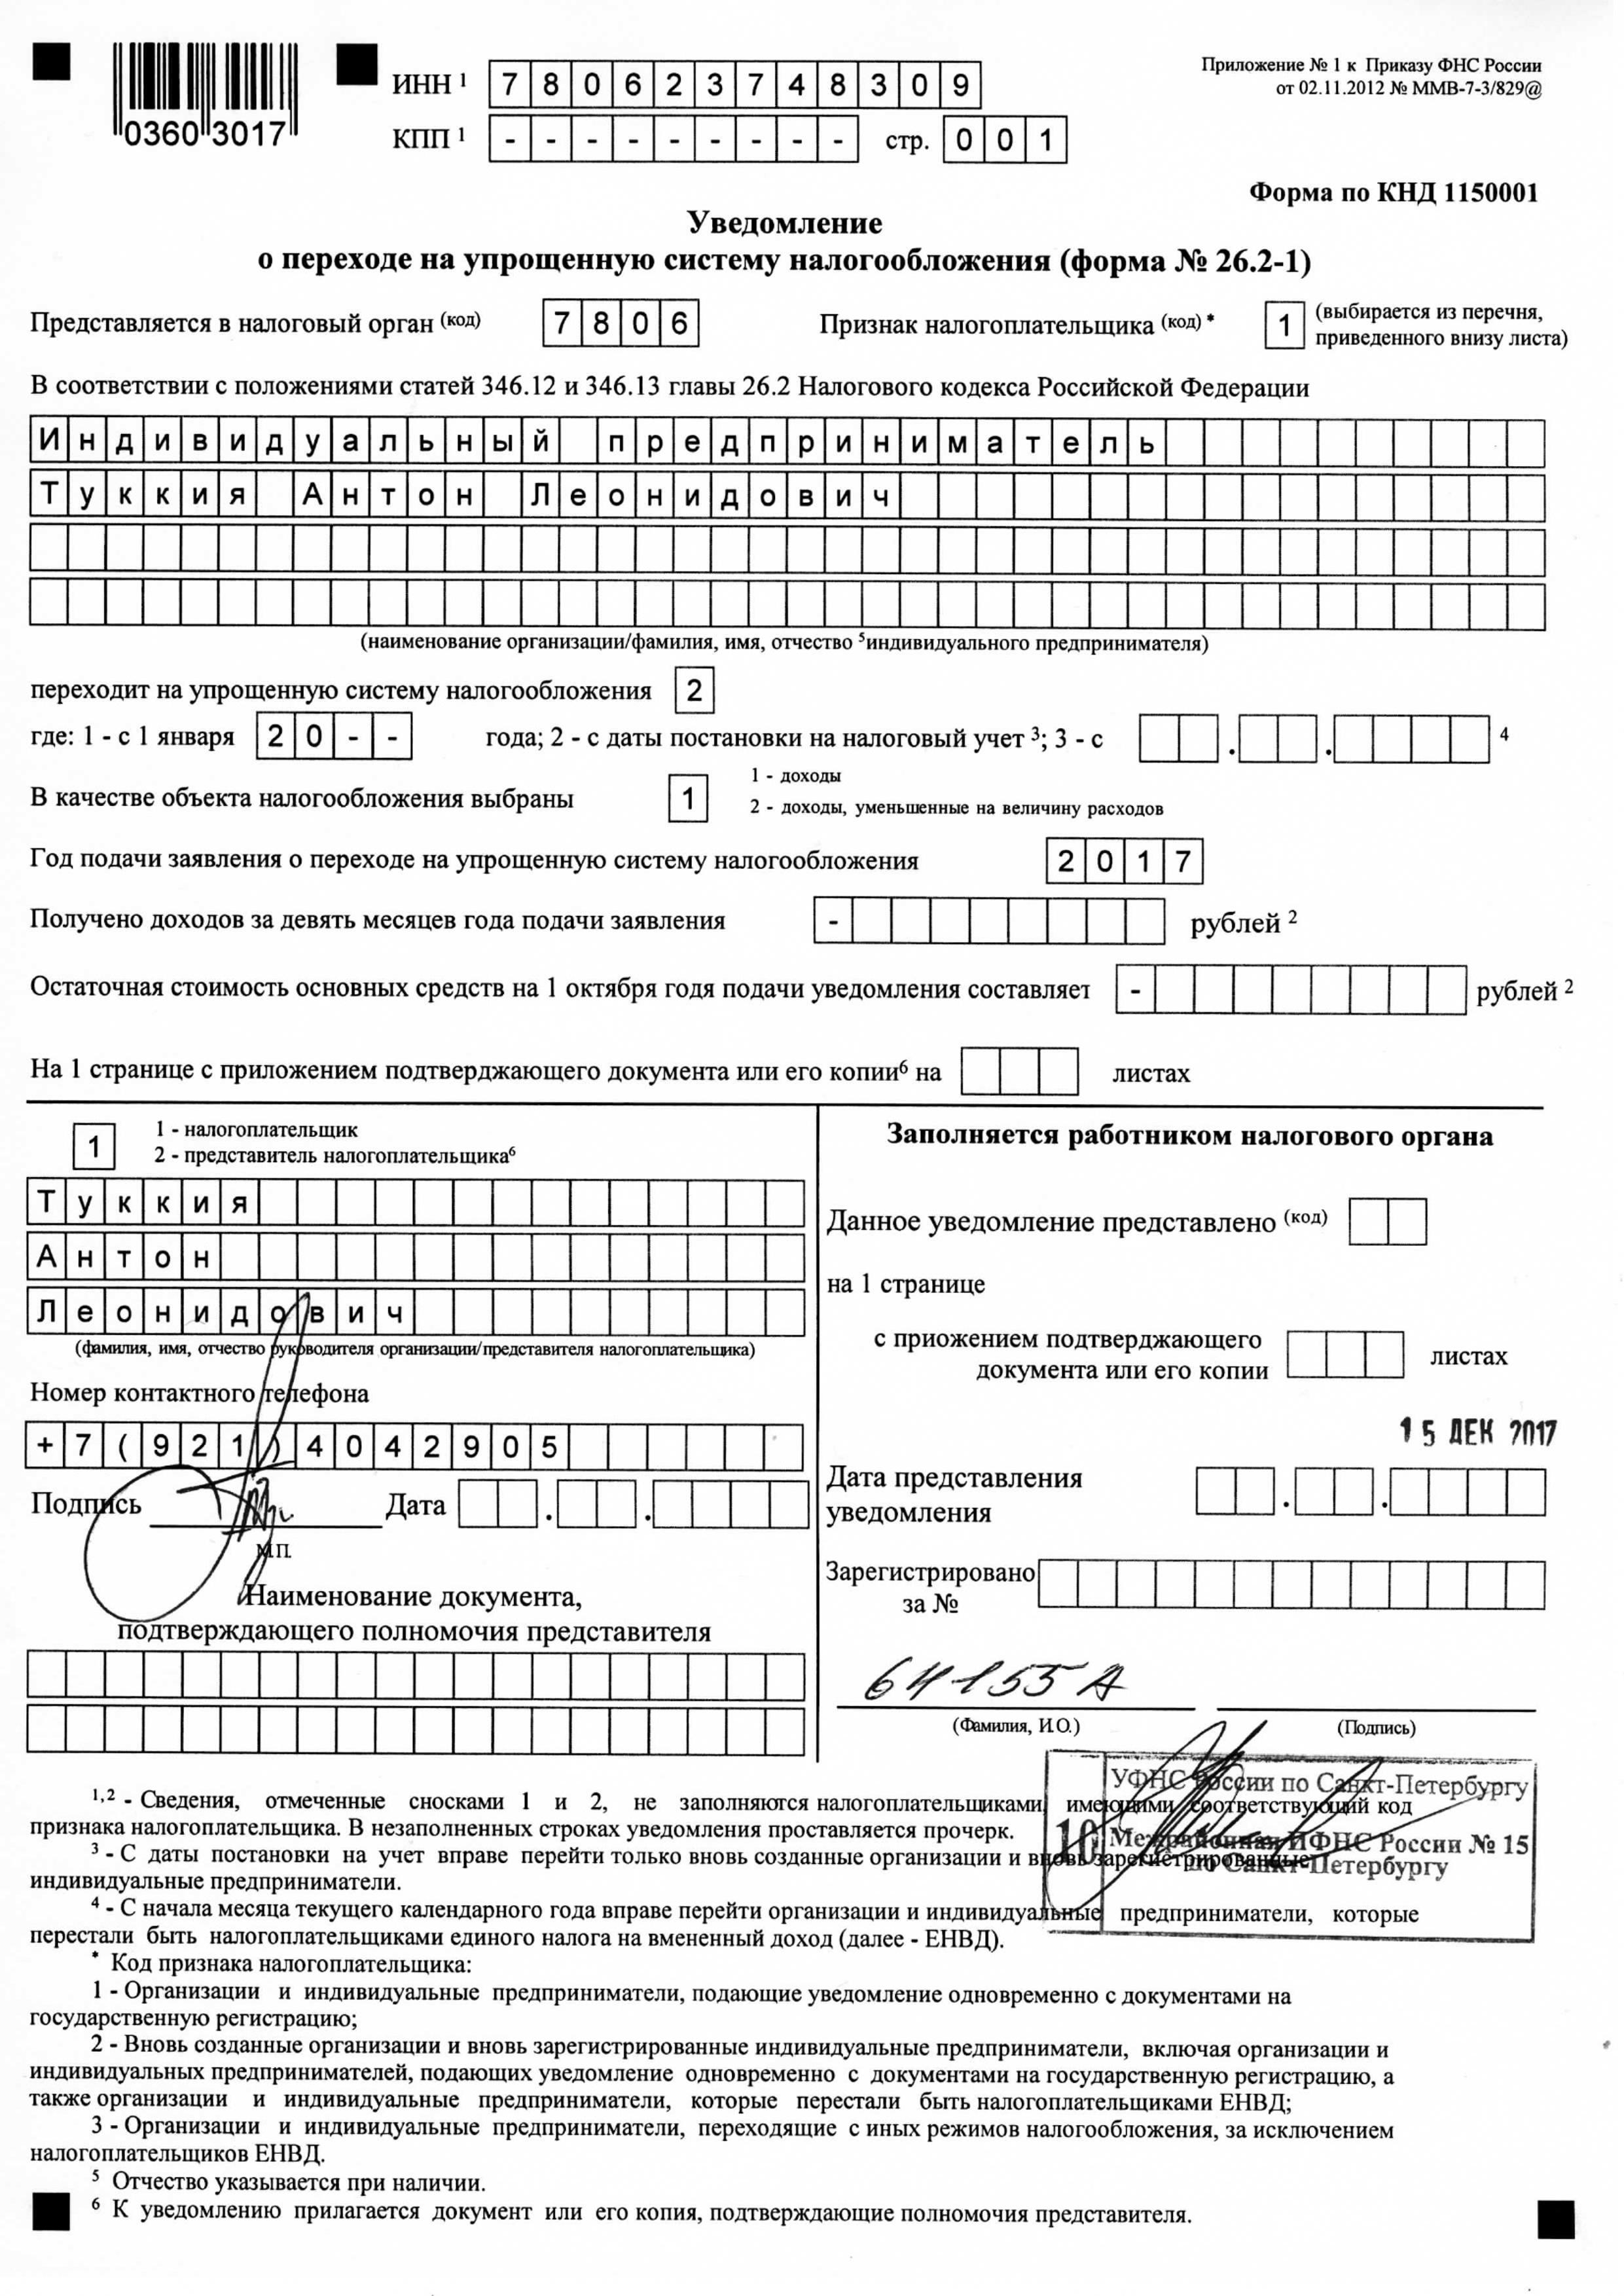 ИНН 1 780623748309
Приложение № 1 к Приказу ФНС России
от 02.11.2012 № ММВ-7-3/829@
0360 3017
КПП 1 --------- стр. 001
Форма по КНД 1150001
Уведомление
о переходе на упрощенную систему налогообложения (форма № 26.2-1)
Представляется в налоговый орган (код) 7806 Признак налогоплательщика (код) * 1 (выбирается из перечня,
приведенного внизу листа)
В соответствии с положениями статей 346.12 и 346.13 главы 26.2 Налогового кодекса Российской Федерации
Индивидуальный предприниматель
Туккия Антон Леонидович
(наименование организации/фамилия, имя, отчество 5индивидуального предпринимателя)
переходит на упрощенную систему налогообложения 2
где: 1 - с 1 января 20-- года; 2 - с даты постановки на налоговый учет 3; 3 - с . . 4
В качестве объекта налогообложения выбраны 1 1 - доходы
2 - доходы, уменьшенные на величину расходов
Год подачи заявления о переходе на упрощенную систему налогообложения 2017
Получено доходов за девять месяцев года подачи заявления - рублей 2
Остаточная стоимость основных средств на 1 октября годя подачи уведомления составляет - рублей 2
На 1 странице с приложением подтверджающего документа или его копии6 на листах
1 1 - налогоплательщик
2 - представитель налогоплательщика6
Туккия
Антон
Леонидович
(фамилия, имя, отчество руководителя организации/представителя налогоплательщика)
Номер контактного телефона
+7(921)4042905
Подпись Дата . .
М.П.
Наименование документа,
подтверждающего полномочия представителя
Заполняется работником налогового органа
Данное уведомление представлено (код)
на 1 странице
с приожением подтверджающего
документа или его копии листах
15 ДЕК 2017
Дата представления
уведомления . .
Зарегистрировано
за №
(Фамилия, И.О.) (Подпись)
УФНС России по Санкт-Петербургу
10 Межрайонная ИФНС России № 15
по Санкт-Петербургу
1,2 - Сведения, отмеченные сносками 1 и 2, не заполняются налогоплательщиками, имеющими соответствующий код
признака налогоплательщика. В незаполненных строках уведомления проставляется прочерк.
3 - С даты постановки на учет вправе перейти только вновь созданные организации и вновь зарегистрированные
индивидуальные предприниматели.
4 - С начала месяца текущего календарного года вправе перейти организации и индивидуальные предприниматели, которые
перестали быть налогоплательщиками единого налога на вмененный доход (далее - ЕНВД).
* Код признака налогоплательщика:
1 - Организации и индивидуальные предприниматели, подающие уведомление одновременно с документами на
государственную регистрацию;
2 - Вновь созданные организации и вновь зарегистрированные индивидуальные предприниматели, включая организации и
индивидуальных предпринимателей, подающих уведомление одновременно с документами на государственную регистрацию, а
также организации и индивидуальные предприниматели, которые перестали быть налогоплательщиками ЕНВД;
3 - Организации и индивидуальные предприниматели, переходящие с иных режимов налогообложения, за исключением
налогоплательщиков ЕНВД.
5 Отчество указывается при наличии.
6 К уведомлению прилагается документ или его копия, подтверждающие полномочия представителя.